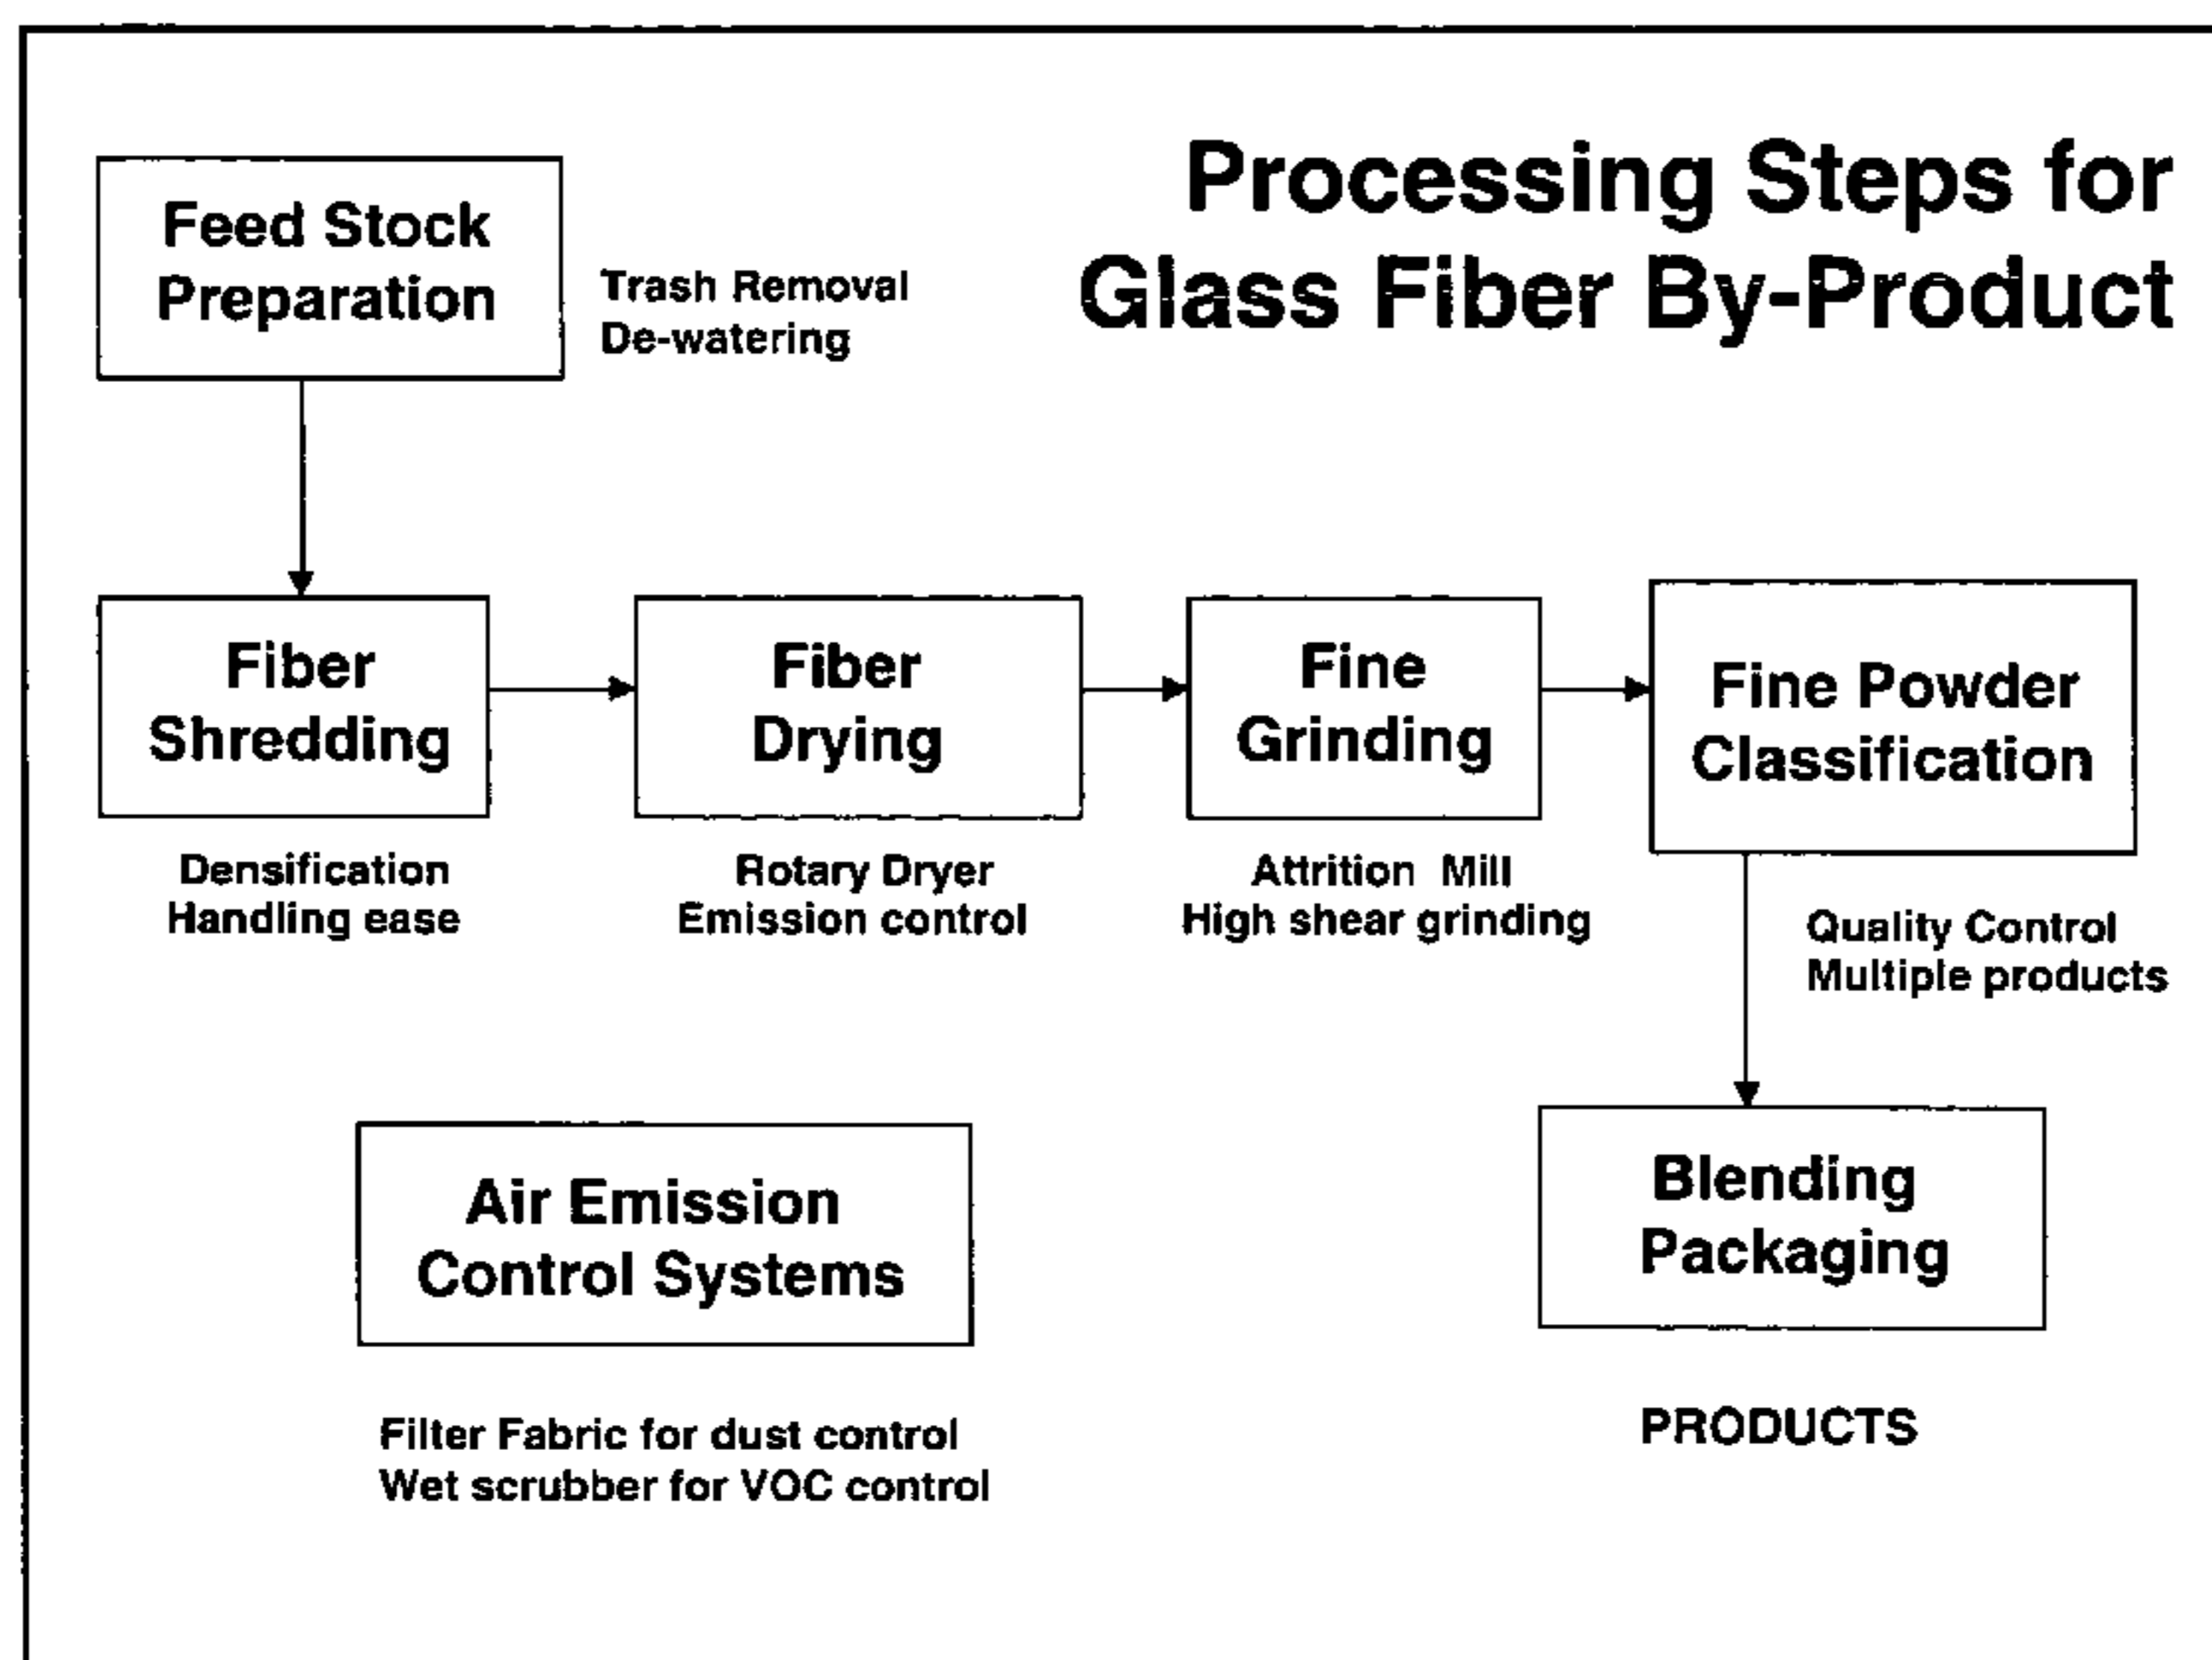 Processing Steps for
Glass Fiber By-Product
Feed Stock
Preparation
Trash Removal
De-watering
Fiber
Shredding
Densification
Handling ease
Fiber
Drying
Rotary Dryer
Emission control
Fine
Grinding
Attrition Mill
High shear grinding
Fine Powder
Classification
Quality Control
Multiple products
Air Emission
Control Systems
Filter Fabric for dust control
Wet scrubber for VOC control
Blending
Packaging
PRODUCTS